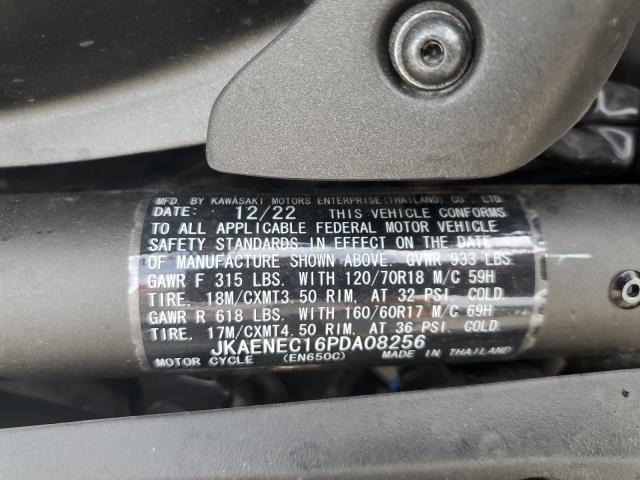 MFD. BY KAWASAKI MOTORS ENTERPRISE(THAILAND) CO., LTD.
DATE: 12/22 THIS VEHICLE CONFORMS
TO ALL APPLICABLE FEDERAL MOTOR VEHICLE
SAFETY STANDARDS IN EFFECT ON THE DATE
OF MANUFACTURE SHOWN ABOVE. GVWR 933 LBS.
GAWR F 315 LBS. WITH 120/70R18 M/C 59H
TIRE. 18M/CXMT3.50 RIM. AT 32 PSI. COLD.
GAWR R 618 LBS. WITH 160/60R17 M/C 69H
TIRE. 17M/CXMT4.50 RIM. AT 36 PSI. COLD.
JKAENEC16PDA08256
MOTOR CYCLE (EN650C) MADE IN THAILAND